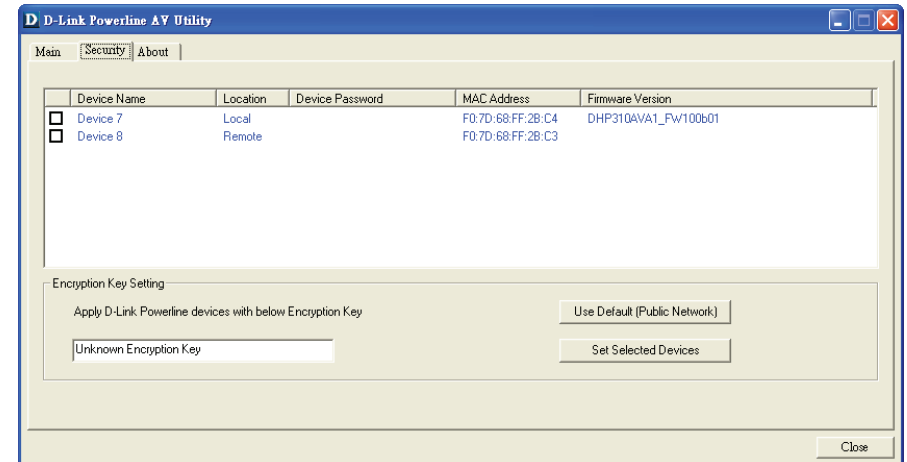 D-Link Powerline AV Utility
Main Security About
Device Name Location Device Password MAC Address Firmware Version
Device 7 Local F0:7D:68:FF:2B:C4 DHP310AVA1_FW100b01
Device 8 Remote F0:7D:68:FF:2B:C3
Encryption Key Setting
Apply D-Link Powerline devices with below Encryption Key Use Default (Public Network)
Unknown Encryption Key Set Selected Devices
Close